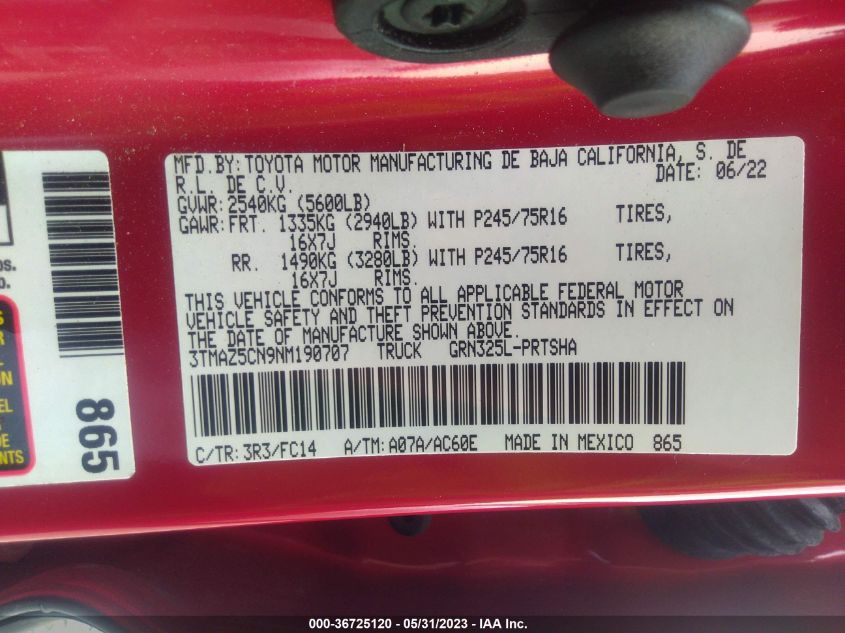 MFD.BY:TOYOTA MOTOR MANUFACTURING DE BAJA CALIFORNIA, S. DE
R.L. DE C.V. DATE: 06/22
GVWR:2540KG (5600LB)
GAWR:FRT. 1335KG (2940LB) WITH P245/75R16 TIRES,
16X7J RIMS.
RR. 1490KG (3280LB) WITH P245/75R16 TIRES,
16X7J RIMS.
THIS VEHICLE CONFORMS TO ALL APPLICABLE FEDERAL MOTOR
VEHICLE SAFETY AND THEFT PREVENTION STANDARDS IN EFFECT ON
THE DATE OF MANUFACTURE SHOWN ABOVE.
3TMAZ5CN9NM190707 TRUCK GRN325L-PRTSHA
C/TR:3R3/FC14 A/TM:A07A/AC60E MADE IN MEXICO 865
865
000-36725120 - 05/31/2023 - IAA Inc.